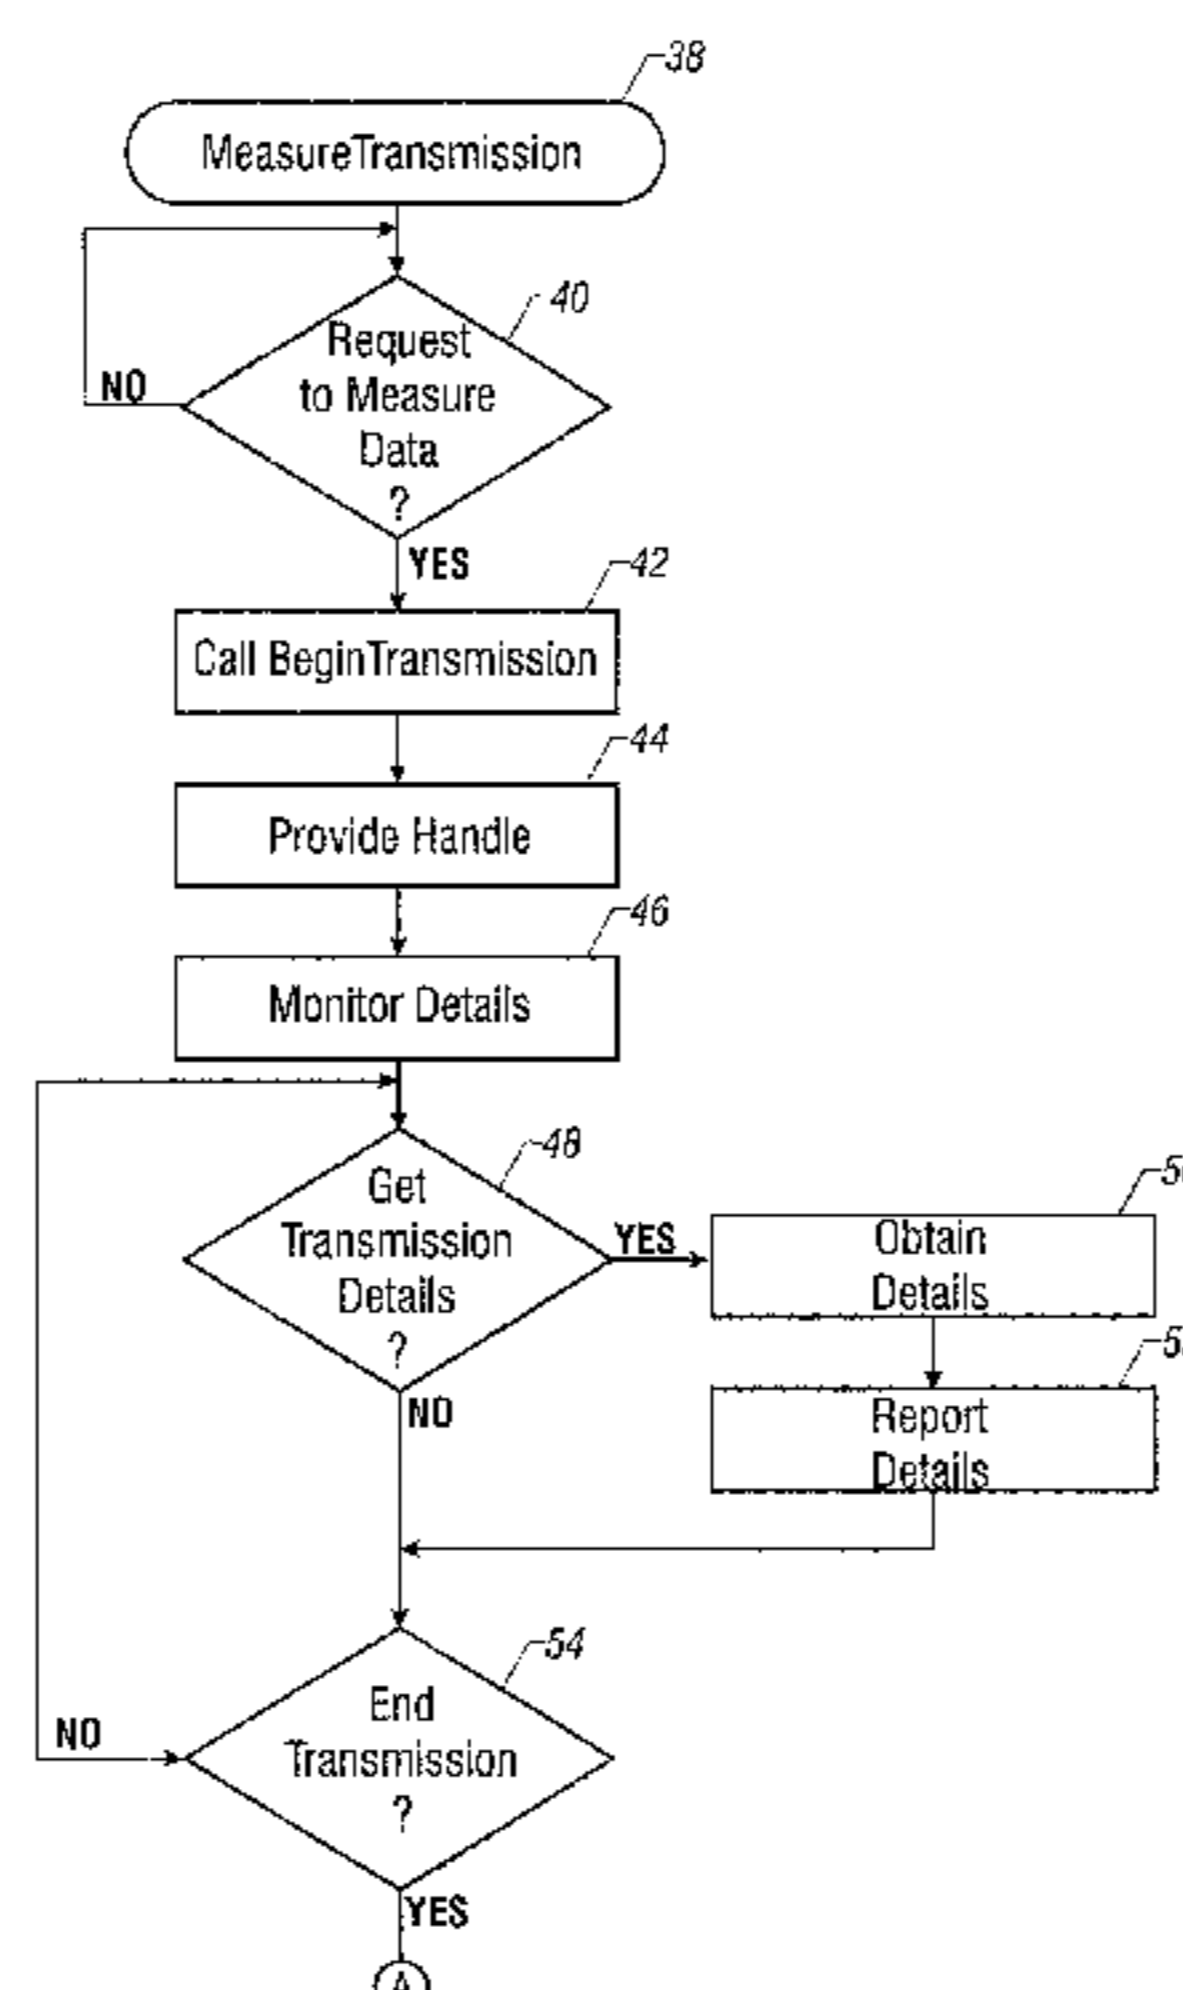 38
MeasureTransmission
40
Request
to Measure
Data
?
NO
YES
42
Call BeginTransmission
44
Provide Handle
46
Monitor Details
48
Get
Transmission
Details
?
YES
Obtain
Details
NO
Report
Details
54
End
Transmission
?
NO
YES
A